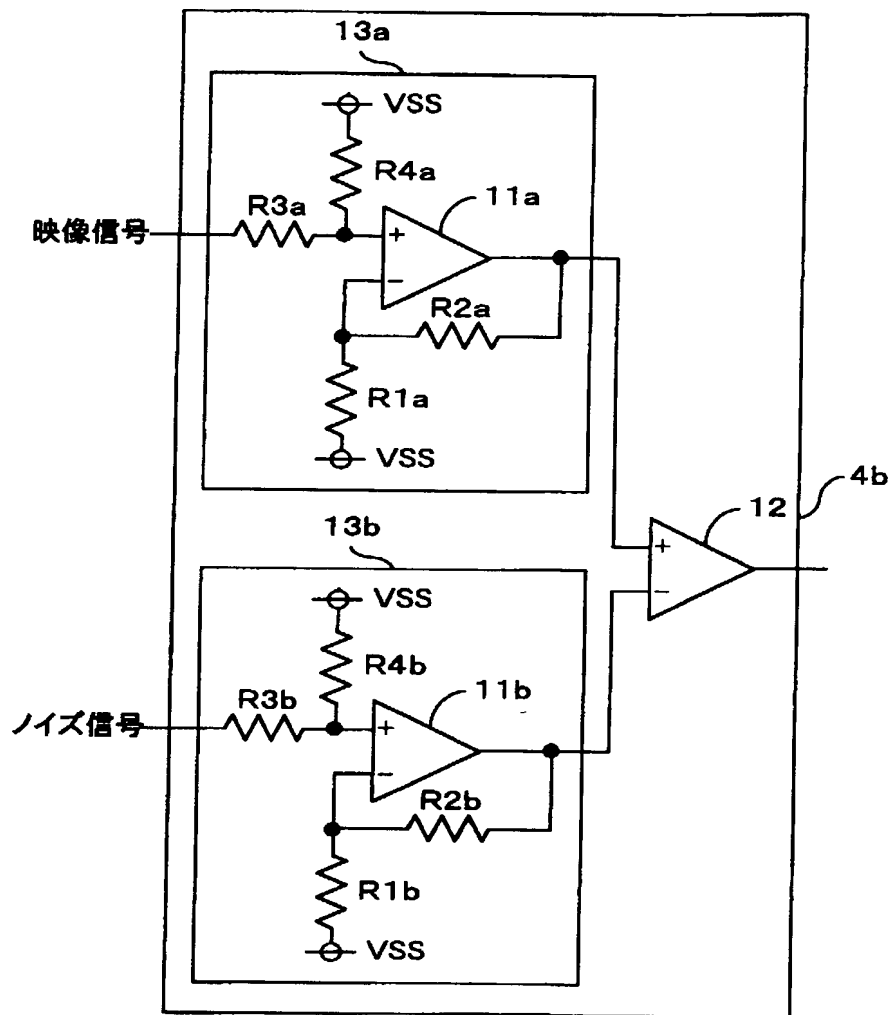 13a
VSS
R4a
11a
R3a
映像信号
+
−
R2a
R1a
VSS
4b
12
+
−
13b
VSS
R4b
11b
R3b
ノイズ信号
+
−
R2b
R1b
VSS